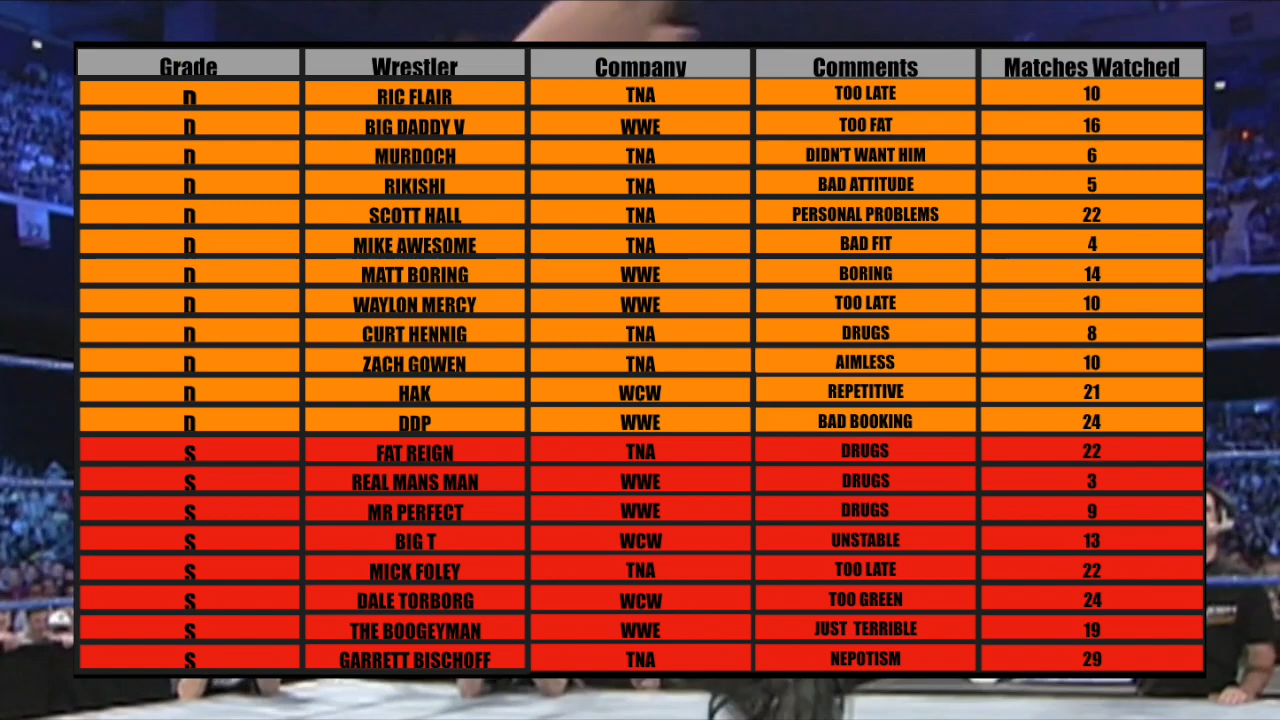 Grade Wrestler Company Comments Matches Watched
D RIC FLAIR TNA TOO LATE 10
D BIG DADDY V WWE TOO FAT 16
D MURDOCH TNA DIDN'T WANT HIM 6
D RIKISHI TNA BAD ATTITUDE 5
D SCOTT HALL TNA PERSONAL PROBLEMS 22
D MIKE AWESOME TNA BAD FIT 4
D MATT BORING WWE BORING 14
D WAYLON MERCY WWE TOO LATE 10
D CURT HENNIG TNA DRUGS 8
D ZACH GOWEN TNA AIMLESS 10
D HAK WCW REPETITIVE 21
D DDP WWE BAD BOOKING 24
S FAT REIGN TNA DRUGS 22
S REAL MANS MAN WWE DRUGS 3
S MR PERFECT WWE DRUGS 9
S BIG T WCW UNSTABLE 13
S MICK FOLEY TNA TOO LATE 22
S DALE TORBORG WCW TOO GREEN 24
S THE BOOGEYMAN WWE JUST TERRIBLE 19
S GARRETT BISCHOFF TNA NEPOTISM 29